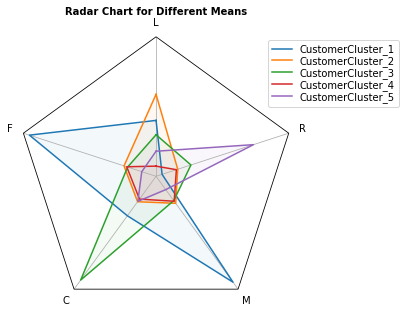 Radar Chart for Different Means
L
CustomerCluster_1
CustomerCluster_2
CustomerCluster_3
CustomerCluster_4
CustomerCluster_5
F
R
C
M